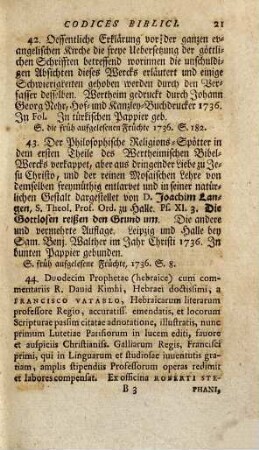 CODICES BIBLICI. 21
42. Oeffentliche Erklärung vor der ganzen ev-
angelischen Kirche die freye Uebersetzung der göttli-
chen Schrifften betreffend worinnen die unschuldi-
gen Absichten dieses Wercks erläutert und einige
Schwierigreiten gehoben worden durch den Ver-
fasser desselben. Wertheim gedruckt durch Johann
Georg Nehr, Hof- und Kanzley-Buchdrucker 1736.
In Fol. In türkischen Pappier geb.
S. die früh aufgelesenen Früchte 1736. S. 182.
43. Der Philosophische Religions-Spötter in
dem ersten Theile des Wertheimischen Bibel-
Wercks verkappet, aber aus dringender Liebe zu Je-
su Christo, und der reinen Mosaischen Lehre von
demselben freymüthig entlarvet und in seiner natür-
lichen Gestalt dargestellet von D. Joachim Lan-
gen, S. Theol. Prof. Ord. zu Halle. Ps. XI. 3. Die
Gottlosen reißen den Grund um. Die andere
und vermehrte Auflage. Leipzig und Halle bey
Sam. Benj. Walther im Jahr Christi 1736. In
bunten Pappier gebunden.
S. früh aufgelesene Früchte, 1736. S. 8.
44. Duodecim Prophetae (hebraice) cum com-
mentariis R. Dauid Kimhi, Hebraei doctissimi, a
FRANCISCO VATABLO, Hebraicarum literarum
professore Regio, accuratiss. emendatis, et locorum
Scripturae passim citatae adnotatione, illustratis, nunc
primum Lutetiae Parisiorum in lucem editi, fauore
et auspiciis Christianiss. Galliarum Regis, Francisci
primi, qui in Linguarum et studiosae iuuentutis gra-
tiam, amplis stipendiis Professorum operas redimit
et labores compensat. Ex officina ROBERTI STE-
B 3 PHANI,